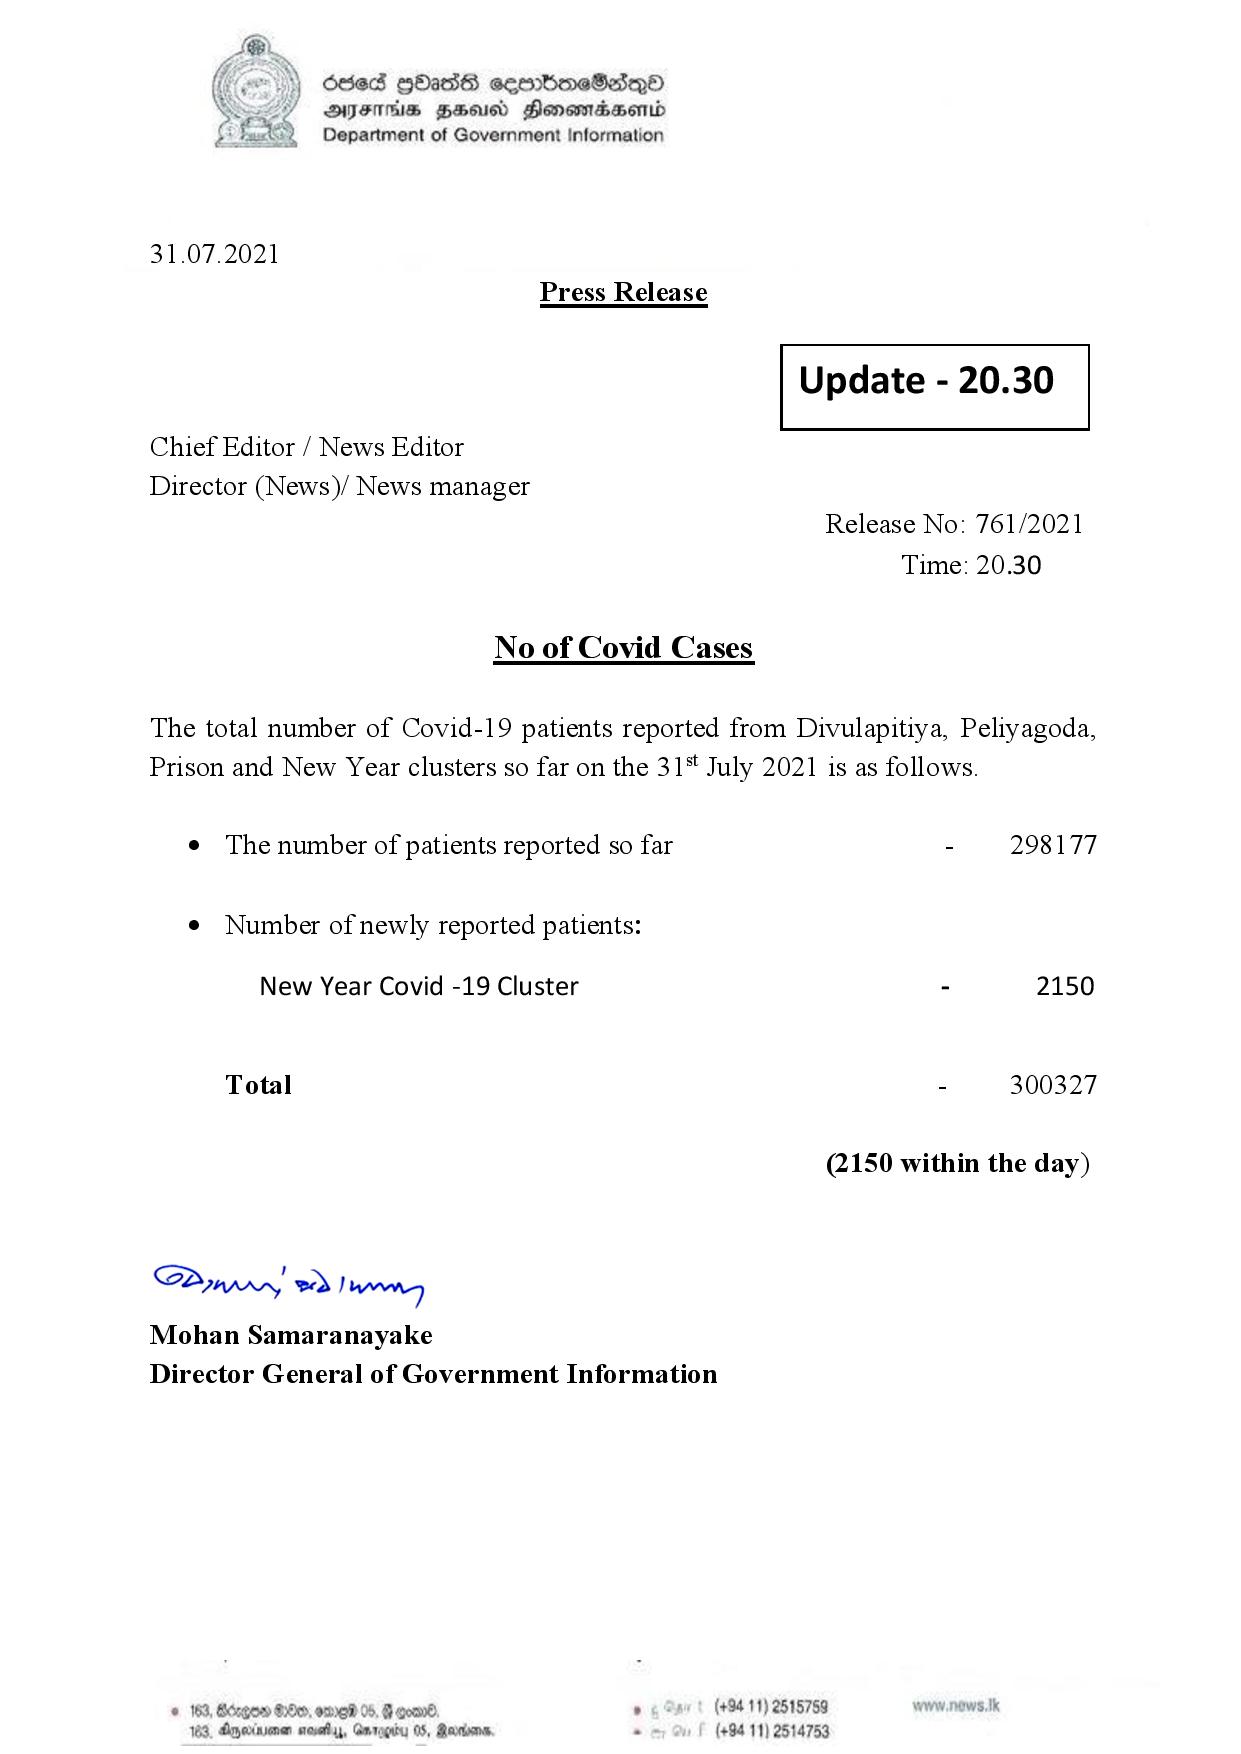 රජයේ ප්‍රවෘත්ති දෙපාර්තමේන්තුව
அரசாங்க தகவல் திணைக்களம்
Department of Government Information
31.07.2021
Press Release
Update - 20.30
Chief Editor / News Editor
Director (News)/ News manager
Release No: 761/2021
Time: 20.30
No of Covid Cases
The total number of Covid-19 patients reported from Divulapitiya, Peliyagoda,
Prison and New Year clusters so far on the 31st July 2021 is as follows.
• The number of patients reported so far - 298177
• Number of newly reported patients:
New Year Covid -19 Cluster - 2150
Total - 300327
(2150 within the day)
Mohan Samaranayake
Director General of Government Information
163, කිරුලපන මාවත, කොළඹ 05, ශ්‍රී ලංකාව.
163, கிருலப்பனை எவனியூ, கொழும்பு 05, இலங்கை.
(+94 11) 2515759
(+94 11) 2514753
www.news.lk